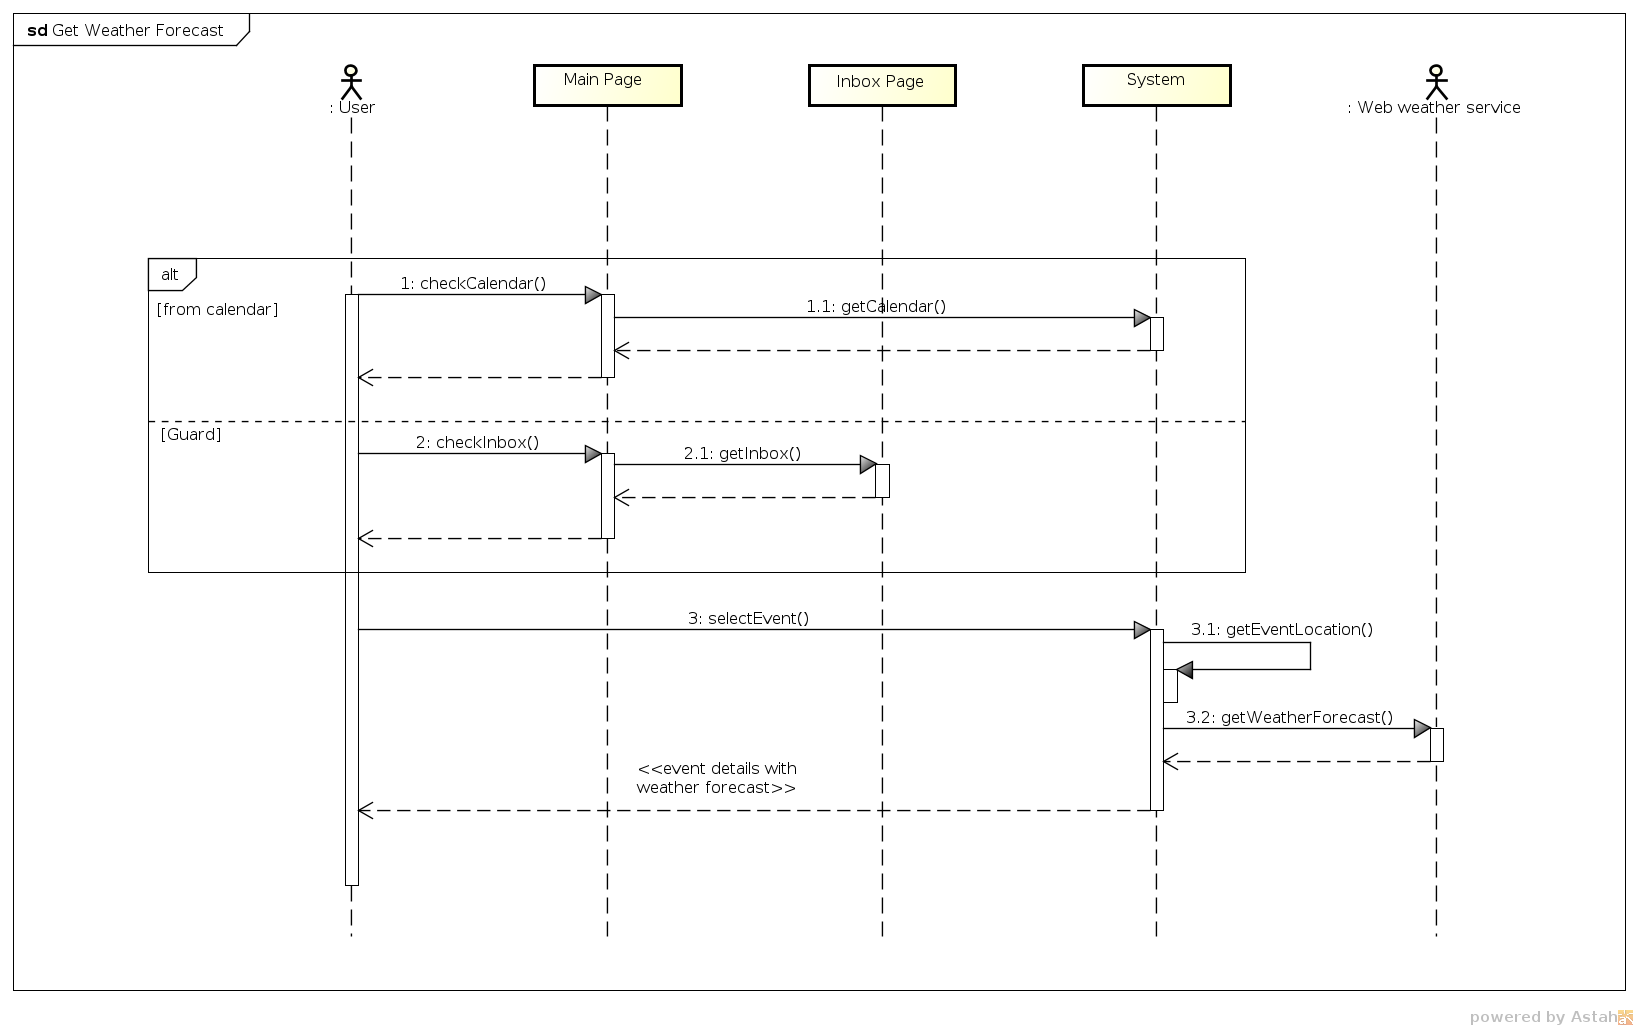 sd Get Weather Forecast
: User
Main Page
Inbox Page
System
: Web weather service
alt
[from calendar]
1: checkCalendar()
1.1: getCalendar()
[Guard]
2: checkInbox()
2.1: getInbox()
3: selectEvent()
3.1: getEventLocation()
3.2: getWeatherForecast()
<<event details with
weather forecast>>
powered by Astah